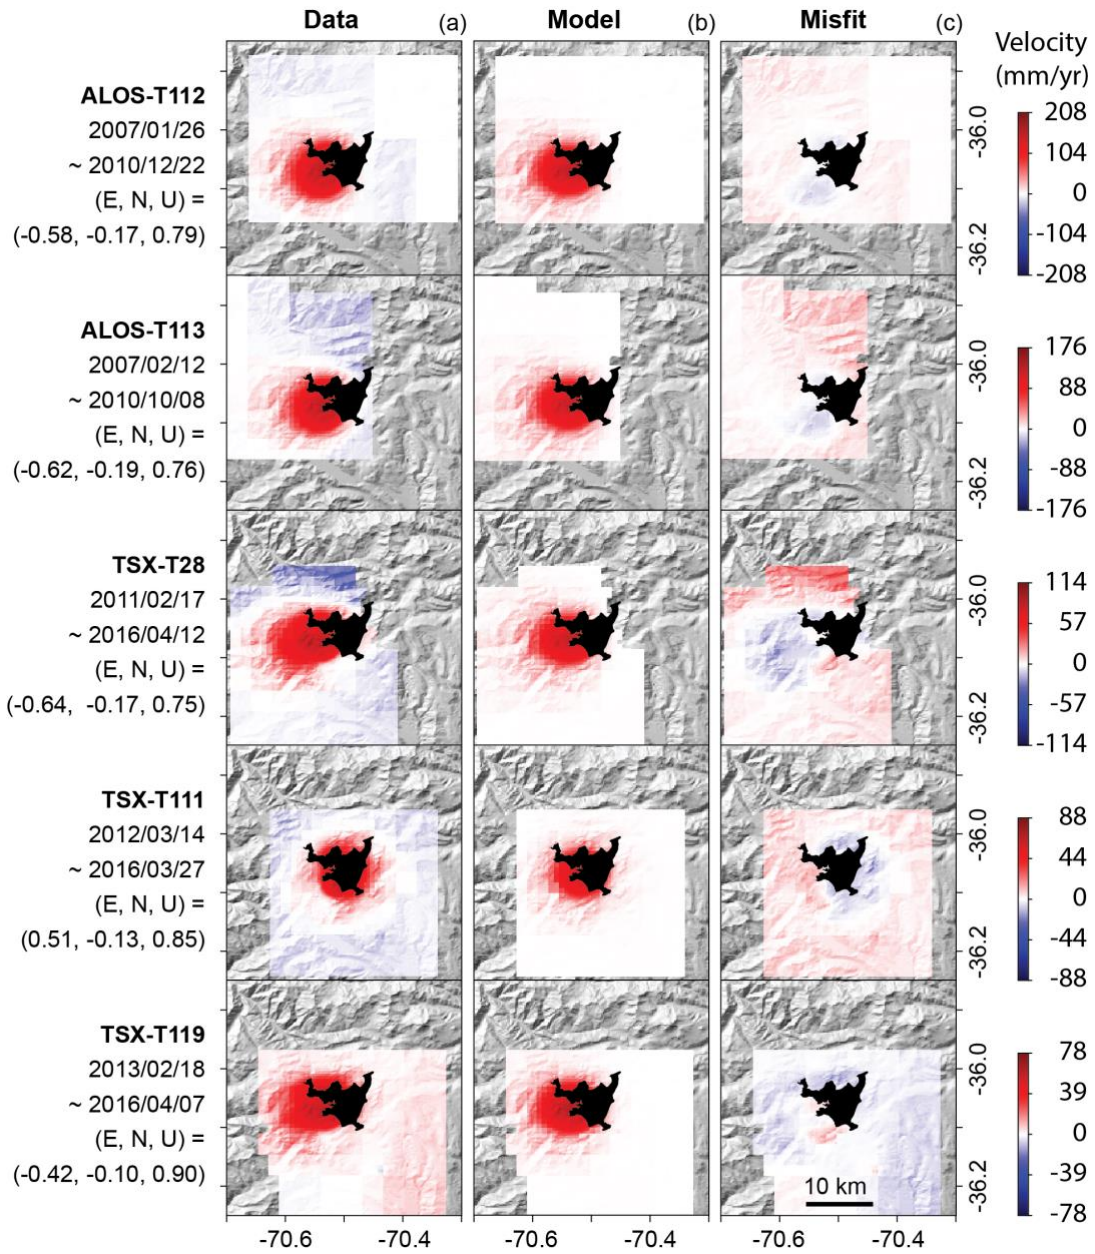 Data (a)
Model (b)
Misfit (c)
Velocity
(mm/yr)
ALOS-T112
2007/01/26
~ 2010/12/22
(E, N, U) =
(-0.58, -0.17, 0.79)
-36.0
-36.2
208
104
0
-104
-208
ALOS-T113
2007/02/12
~ 2010/10/08
(E, N, U) =
(-0.62, -0.19, 0.76)
-36.0
-36.2
176
88
0
-88
-176
TSX-T28
2011/02/17
~ 2016/04/12
(E, N, U) =
(-0.64, -0.17, 0.75)
-36.0
-36.2
114
57
0
-57
-114
TSX-T111
2012/03/14
~ 2016/03/27
(E, N, U) =
(0.51, -0.13, 0.85)
-36.0
-36.2
88
44
0
-44
-88
TSX-T119
2013/02/18
~ 2016/04/07
(E, N, U) =
(-0.42, -0.10, 0.90)
10 km
-36.0
-36.2
78
39
0
-39
-78
-70.6 -70.4
-70.6 -70.4
-70.6 -70.4